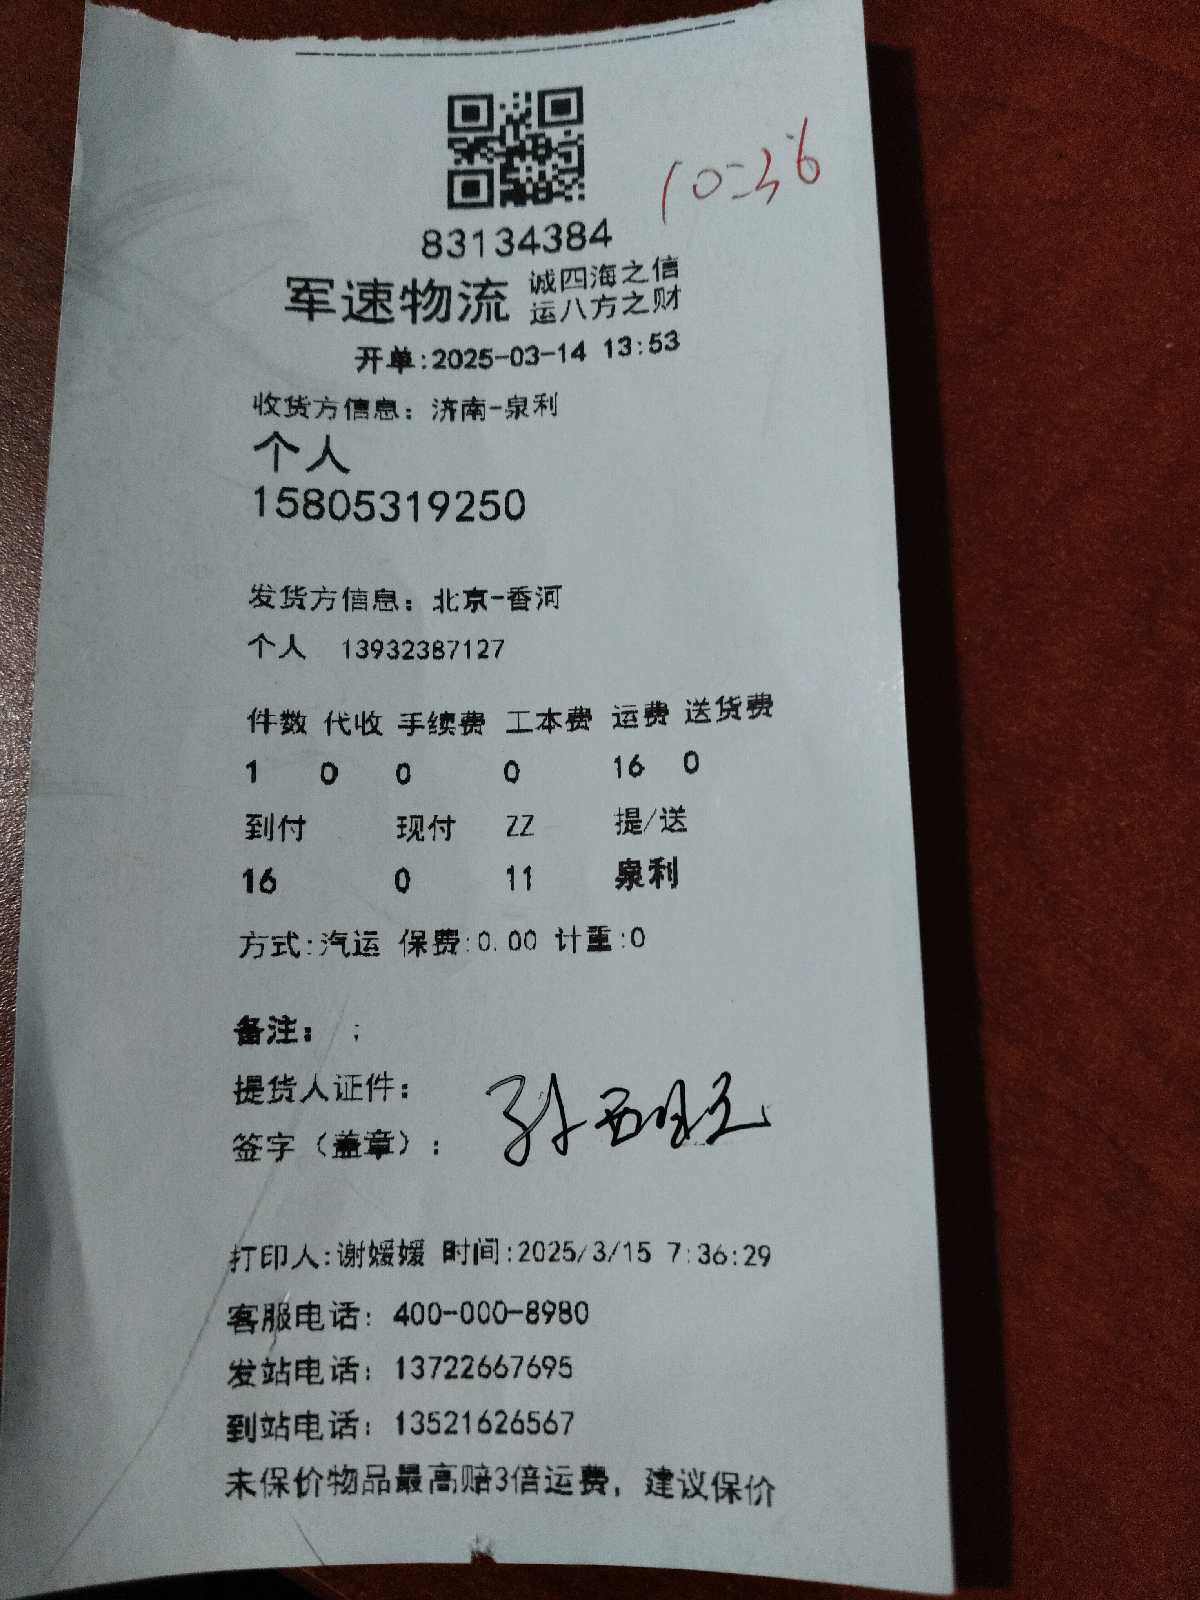 10:36
83134384
军速物流 诚四海之信
运八方之财
开单:2025-03-14 13:53
收货方信息：济南-泉利
个人
15805319250
发货方信息：北京-香河
个人 13932387127
件数 代收 手续费 工本费 运费 送货费
1 0 0 0 16 0
到付 现付 ZZ 提/送
16 0 11 泉利
方式:汽运 保费:0.00 计重:0
备注： ;
提货人证件：
签字（盖章）：
打印人:谢媛媛 时间:2025/3/15 7:36:29
客服电话：400-000-8980
发站电话：13722667695
到站电话：13521626567
未保价物品最高赔3倍运费，建议保价